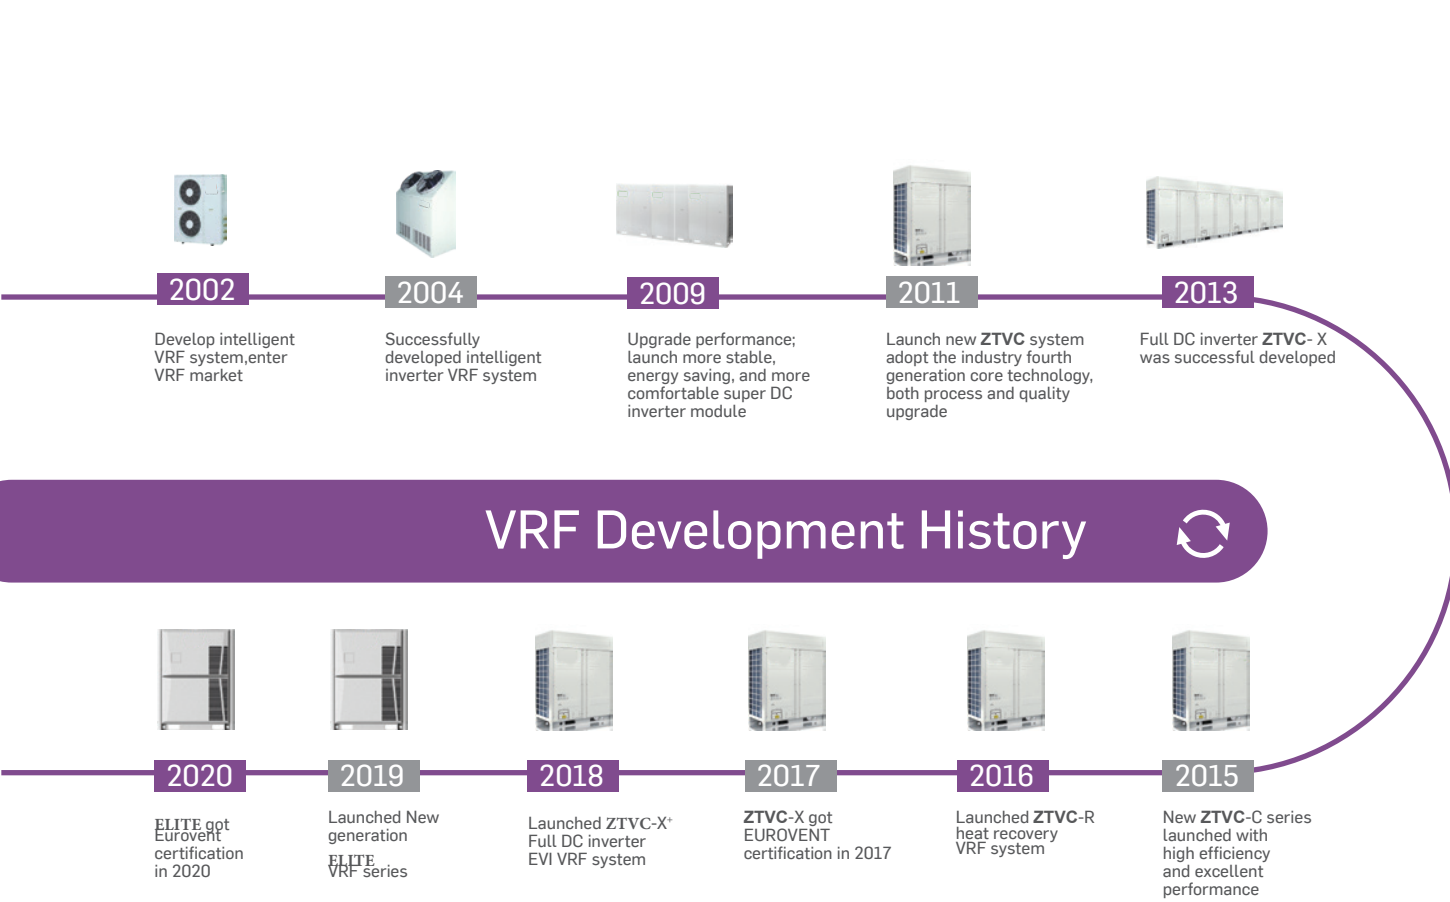 2002
Develop intelligent
VRF system,enter
VRF market
2004
Successfully
developed intelligent
inverter VRF system
2009
Upgrade performance;
launch more stable,
energy saving, and more
comfortable super DC
inverter module
2011
Launch new ZTVC system
adopt the industry fourth
generation core technology,
both process and quality
upgrade
2013
Full DC inverter ZTVC- X
was successful developed
VRF Development History
2020
ELITE got
Eurovent
certification
in 2020
2019
Launched New
generation
ELITE
VRF series
2018
Launched ZTVC-X+
Full DC inverter
EVI VRF system
2017
ZTVC-X got
EUROVENT
certification in 2017
2016
Launched ZTVC-R
heat recovery
VRF system
2015
New ZTVC-C series
launched with
high efficiency
and excellent
performance